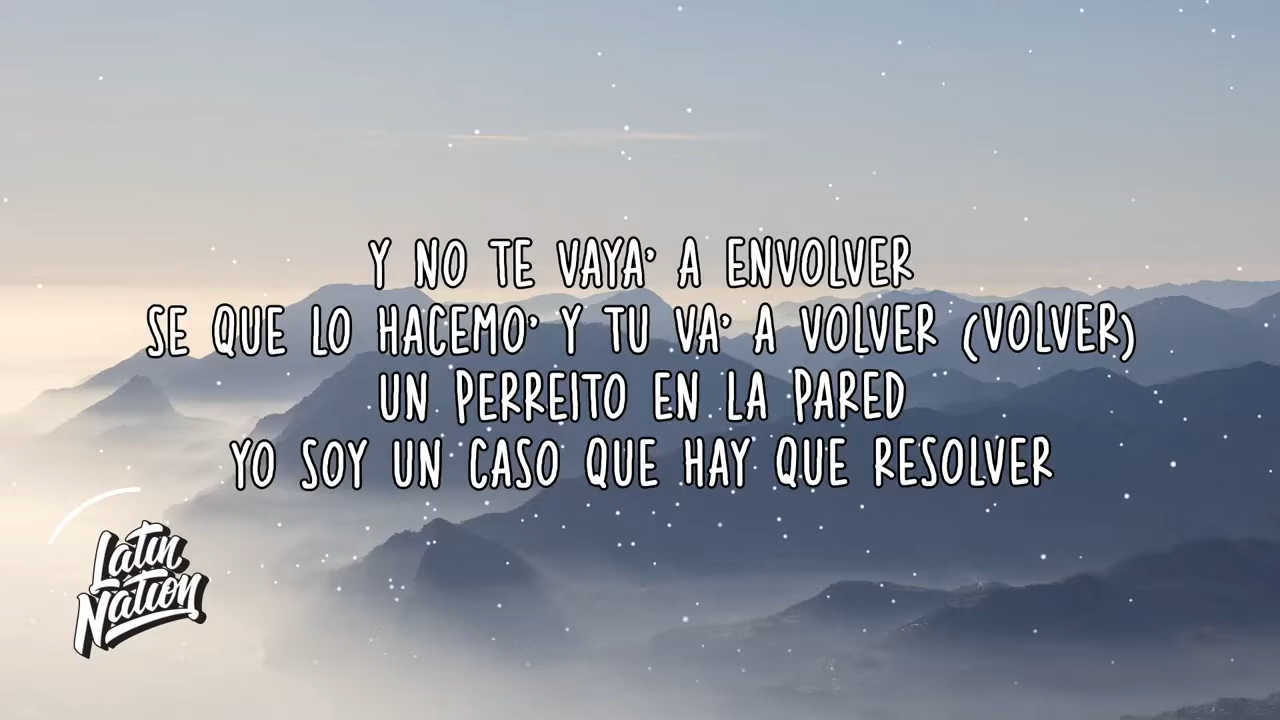 Y NO TE VAYA' A ENVOLVER
SE QUE LO HACEMO' Y TU VA' A VOLVER (VOLVER)
UN PERREITO EN LA PARED
YO SOY UN CASO QUE HAY QUE RESOLVER
Latin
Nation